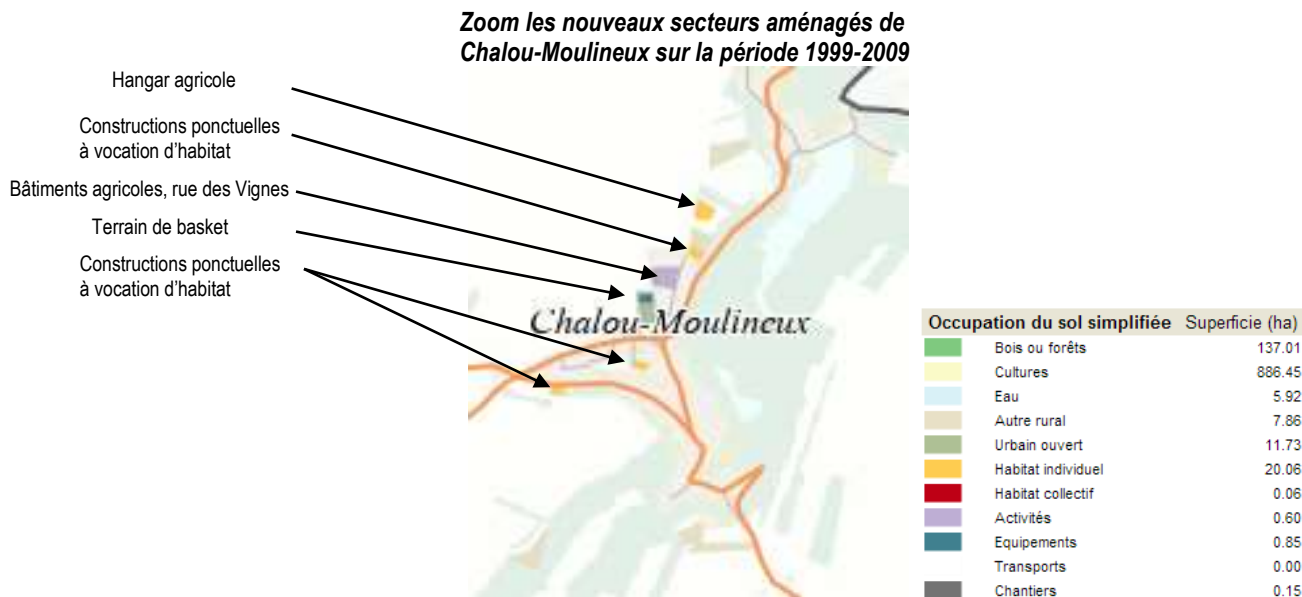 Zoom les nouveaux secteurs aménagés de
Chalou-Moulineux sur la période 1999-2009
Hangar agricole
Constructions ponctuelles
à vocation d'habitat
Bâtiments agricoles, rue des Vignes
Terrain de basket
Constructions ponctuelles
à vocation d'habitat
Chalou-Moulineux
Occupation du sol simplifiée Superficie (ha)
Bois ou forêts 137.01
Cultures 886.45
Eau 5.92
Autre rural 7.86
Urbain ouvert 11.73
Habitat individuel 20.06
Habitat collectif 0.06
Activités 0.60
Equipements 0.85
Transports 0.00
Chantiers 0.15